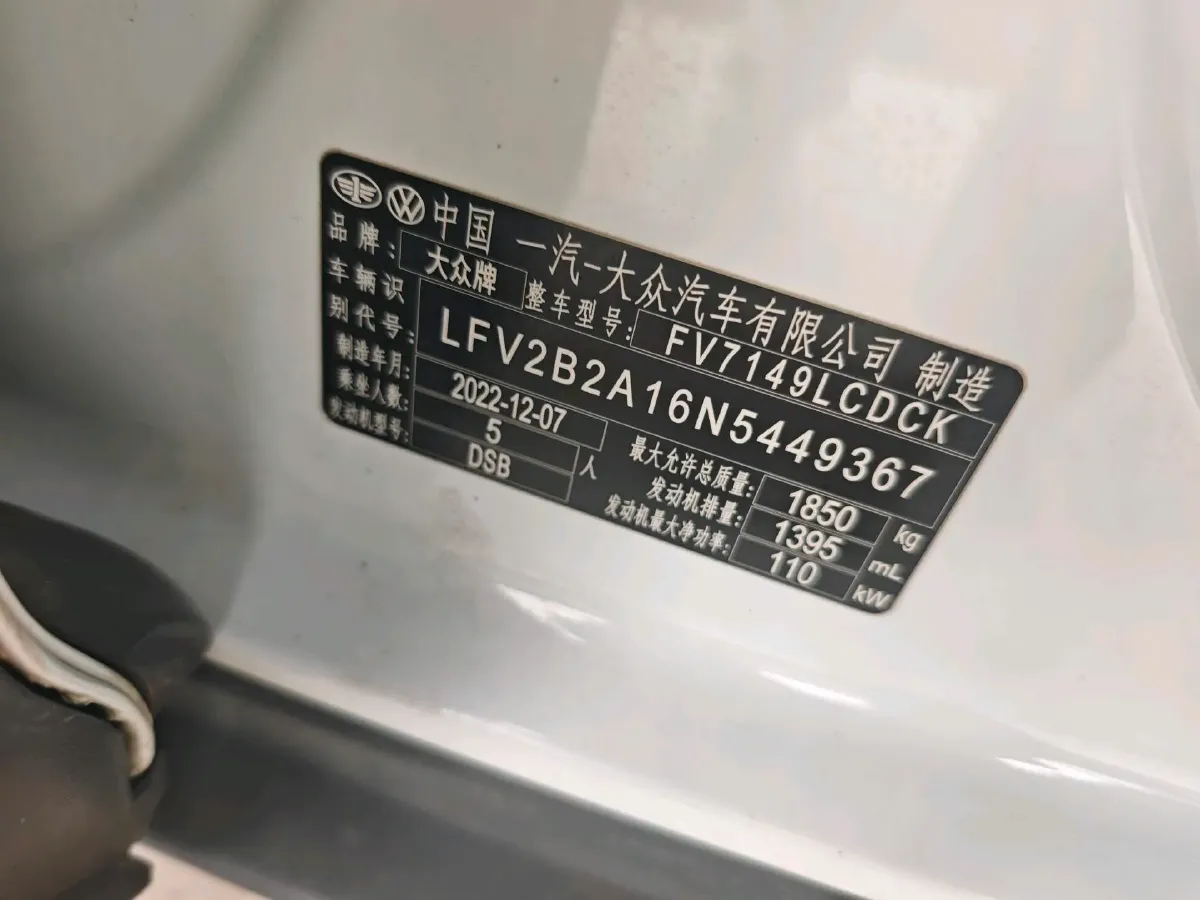 中国 一汽-大众汽车有限公司 制造
品牌: 大众牌 整车型号: FV7149LCDCK
车辆识别代号: LFV2B2A16N5449367
制造年月: 2022-12-07 最大允许总质量: 1850 kg
乘坐人数: 5 人 发动机排量: 1395 mL
发动机型号: DSB 发动机最大净功率: 110 kW